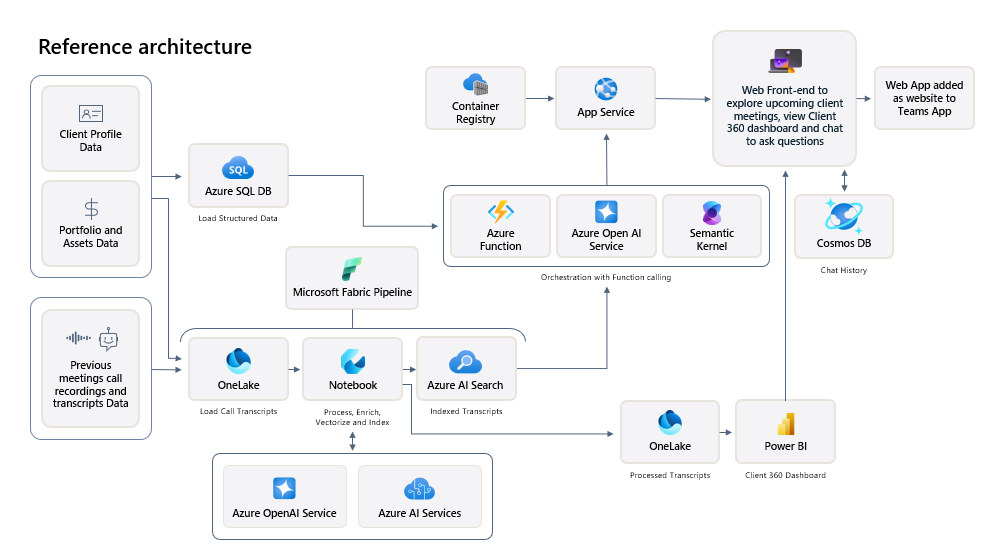 Reference architecture
Client Profile
Data
Portfolio and
Assets Data
Previous
meetings call
recordings and
transcripts Data
SQL
Azure SQL DB
Load Structured Data
Microsoft Fabric Pipeline
OneLake
Load Call Transcripts
Notebook
Process, Enrich,
Vectorize and Index
Azure AI Search
Indexed Transcripts
Azure OpenAI Service
Azure AI Services
Container
Registry
App Service
Azure
Function
Azure Open AI
Service
Semantic
Kernel
Orchestration with Function calling
Web Front-end to
explore upcoming client
meetings, view Client
360 dashboard and chat
to ask questions
Web App added
as website to
Teams App
Cosmos DB
Chat History
OneLake
Processed Transcripts
Power BI
Client 360 Dashboard